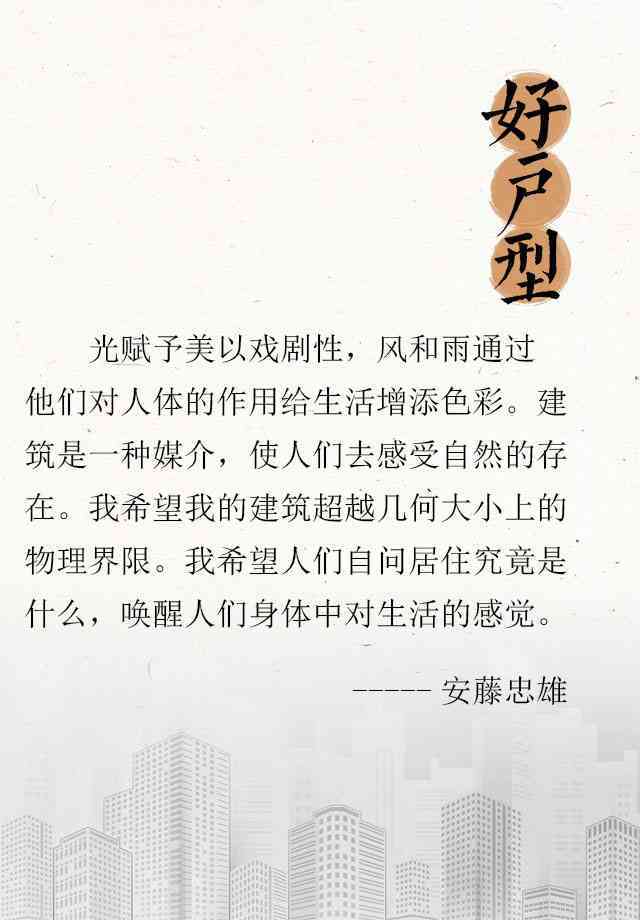 好户型
光赋予美以戏剧性，风和雨通过
他们对人体的作用给生活增添色彩。建
筑是一种媒介，使人们去感受自然的存
在。我希望我的建筑超越几何大小上的
物理界限。我希望人们自问居住究竟是
什么，唤醒人们身体中对生活的感觉。
----- 安藤忠雄